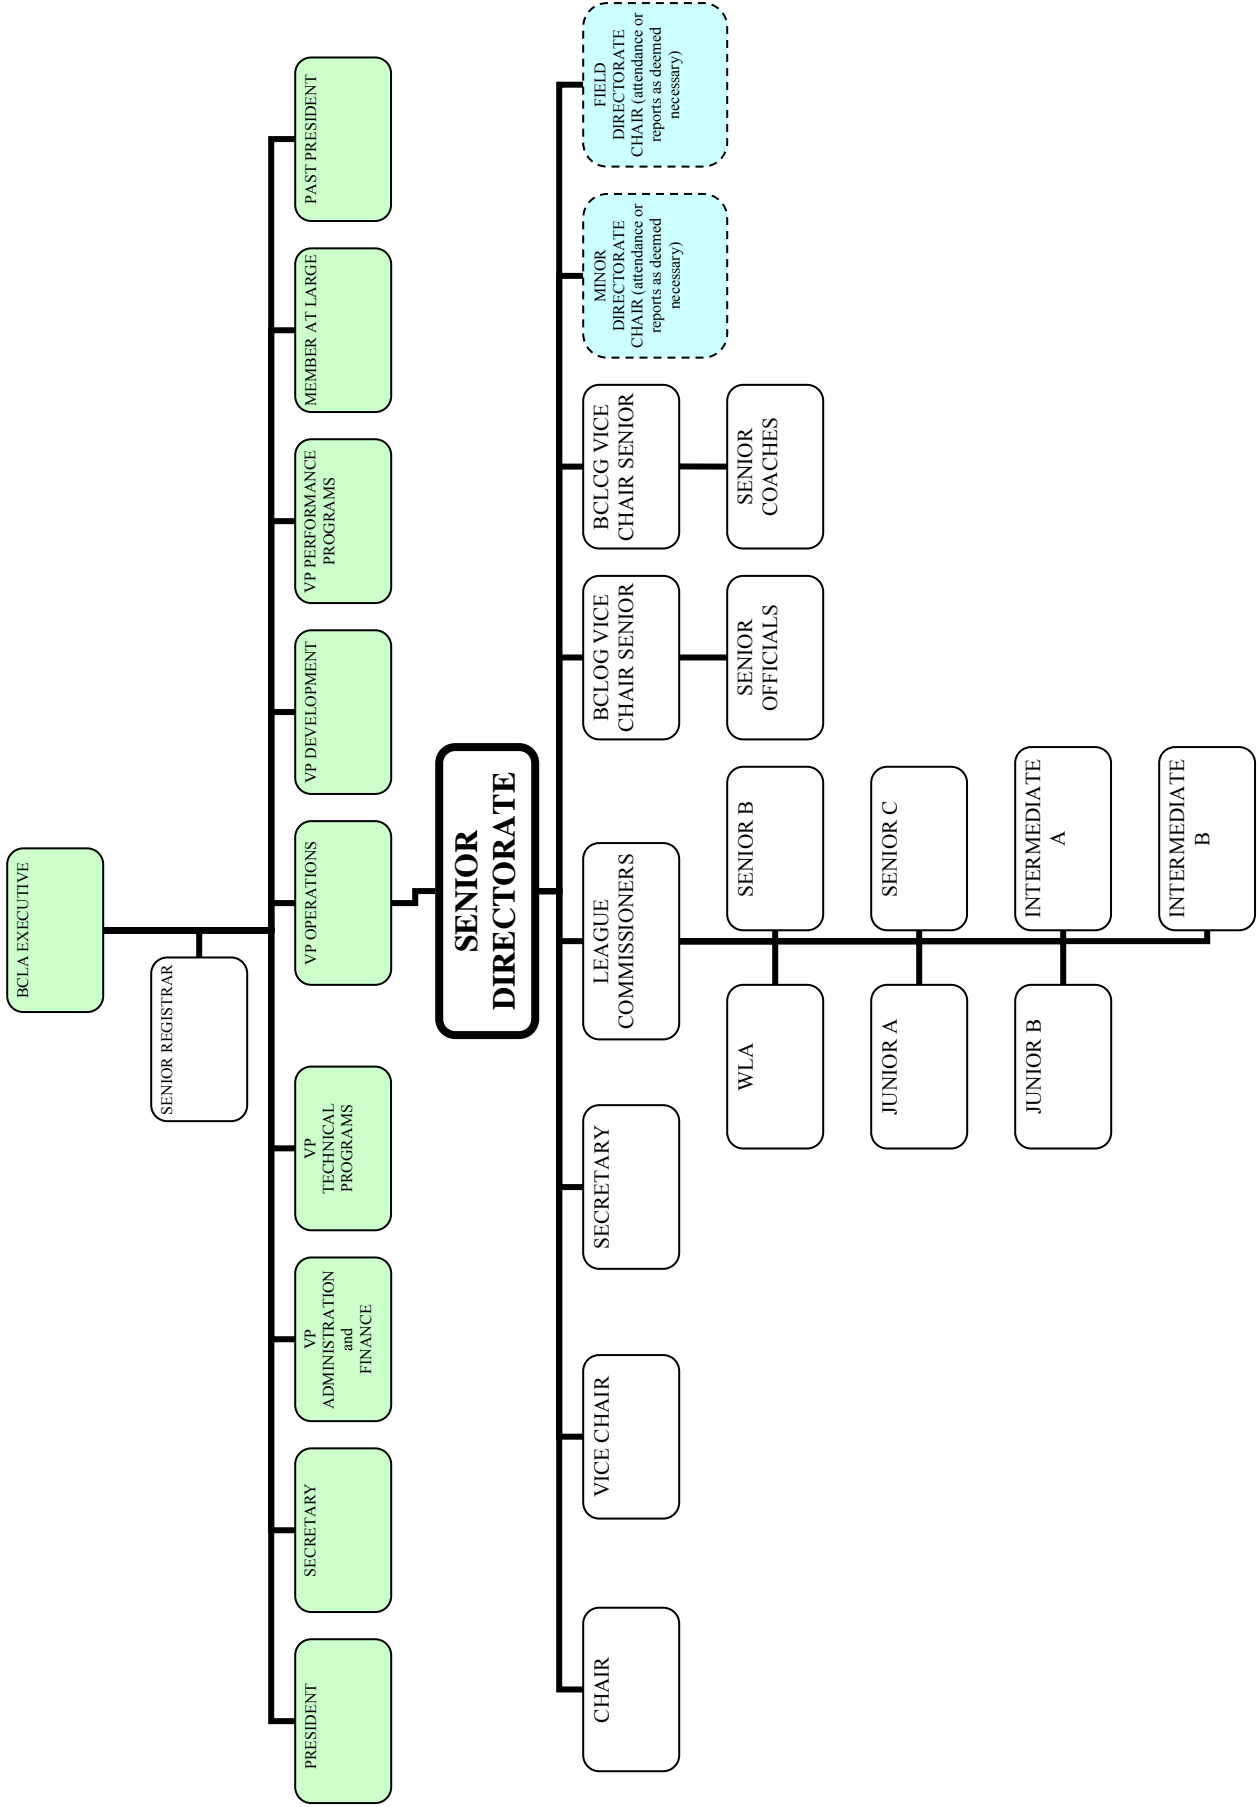 BCLA EXECUTIVE
SENIOR REGISTRAR
PRESIDENT
SECRETARY
VP
ADMINISTRATION
and
FINANCE
VP
TECHNICAL
PROGRAMS
VP OPERATIONS
VP DEVELOPMENT
VP PERFORMANCE
PROGRAMS
MEMBER AT LARGE
PAST PRESIDENT
SENIOR
DIRECTORATE
CHAIR
VICE CHAIR
SECRETARY
LEAGUE
COMMISSIONERS
BCLOG VICE
CHAIR SENIOR
BCLCG VICE
CHAIR SENIOR
MINOR
DIRECTORATE
CHAIR (attendance or
reports as deemed
necessary)
FIELD
DIRECTORATE
CHAIR (attendance or
reports as deemed
necessary)
WLA
SENIOR B
SENIOR
OFFICIALS
SENIOR
COACHES
JUNIOR A
SENIOR C
JUNIOR B
INTERMEDIATE
A
INTERMEDIATE
B